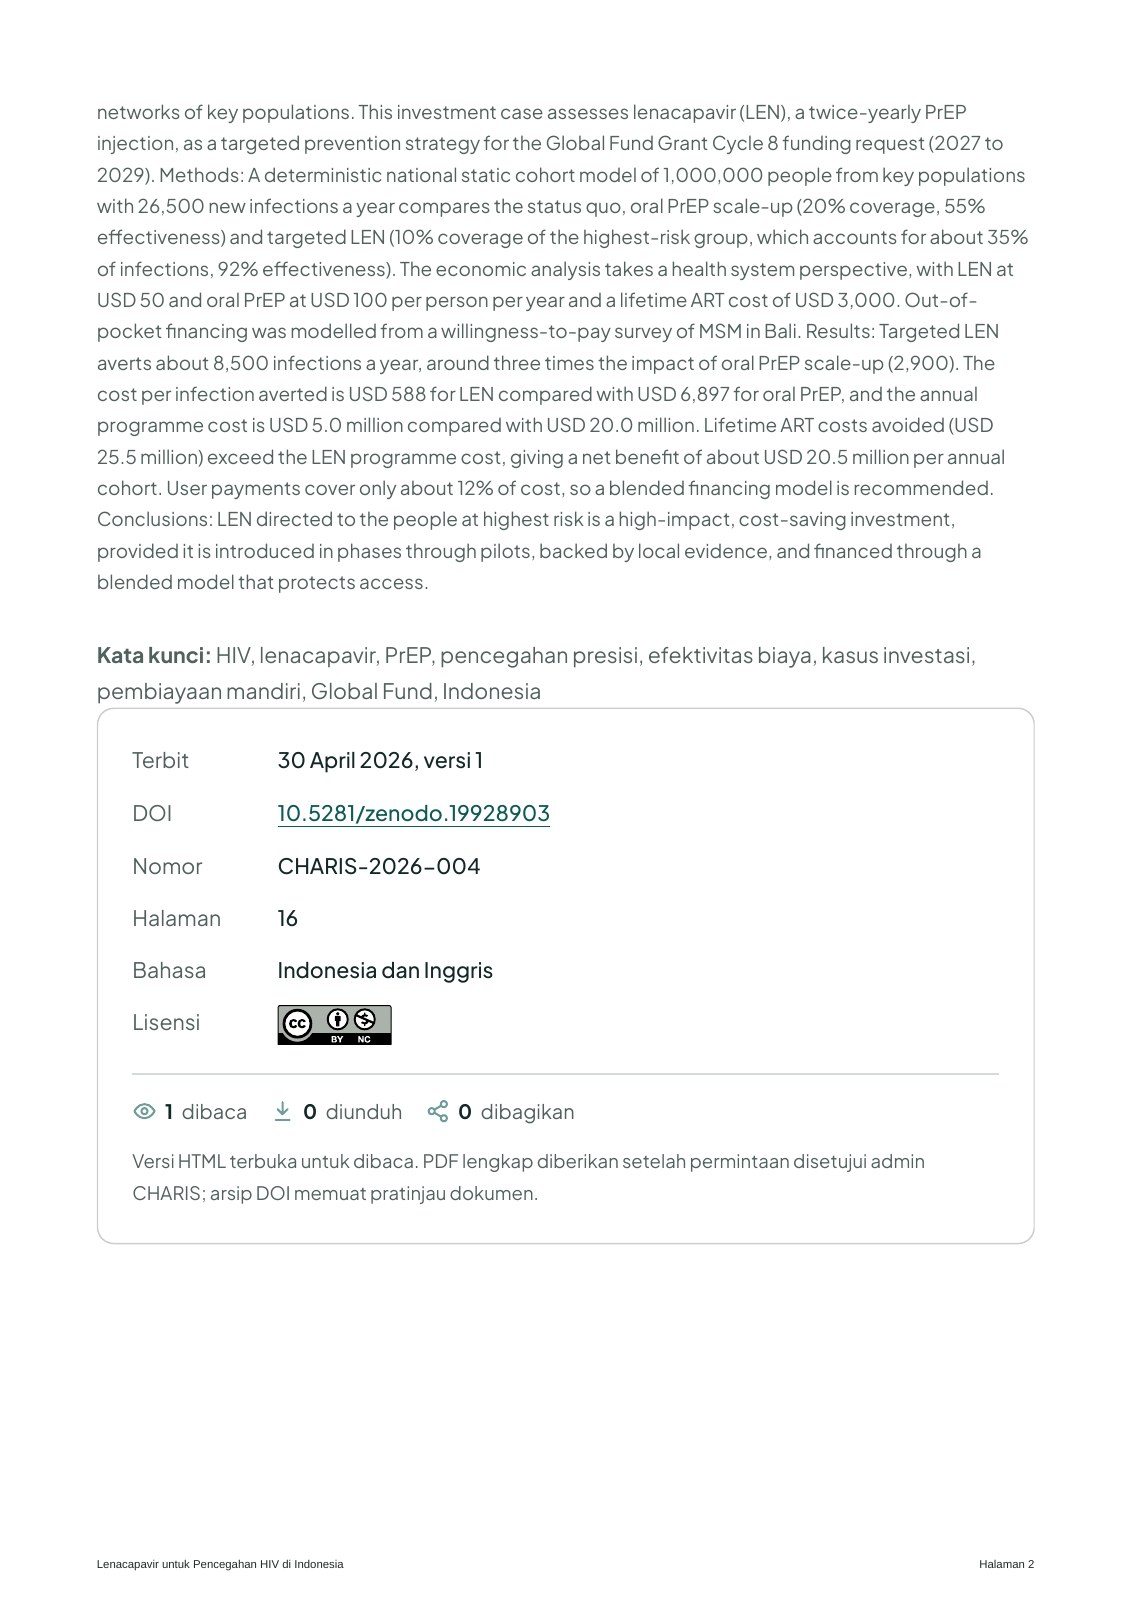 networks of key populations. This investment case assesses lenacapavir (LEN), a twice-yearly PrEP
injection, as a targeted prevention strategy for the Global Fund Grant Cycle 8 funding request (2027 to
2029). Methods: A deterministic national static cohort model of 1,000,000 people from key populations
with 26,500 new infections a year compares the status quo, oral PrEP scale-up (20% coverage, 55%
effectiveness) and targeted LEN (10% coverage of the highest-risk group, which accounts for about 35%
of infections, 92% effectiveness). The economic analysis takes a health system perspective, with LEN at
USD 50 and oral PrEP at USD 100 per person per year and a lifetime ART cost of USD 3,000. Out-of-
pocket financing was modelled from a willingness-to-pay survey of MSM in Bali. Results: Targeted LEN
averts about 8,500 infections a year, around three times the impact of oral PrEP scale-up (2,900). The
cost per infection averted is USD 588 for LEN compared with USD 6,897 for oral PrEP, and the annual
programme cost is USD 5.0 million compared with USD 20.0 million. Lifetime ART costs avoided (USD
25.5 million) exceed the LEN programme cost, giving a net benefit of about USD 20.5 million per annual
cohort. User payments cover only about 12% of cost, so a blended financing model is recommended.
Conclusions: LEN directed to the people at highest risk is a high-impact, cost-saving investment,
provided it is introduced in phases through pilots, backed by local evidence, and financed through a
blended model that protects access.
Kata kunci: HIV, lenacapavir, PrEP, pencegahan presisi, efektivitas biaya, kasus investasi,
pembiayaan mandiri, Global Fund, Indonesia
Terbit 30 April 2026, versi 1
DOI 10.5281/zenodo.19928903
Nomor CHARIS-2026-004
Halaman 16
Bahasa Indonesia dan Inggris
Lisensi CC BY NC
1 dibaca 0 diunduh 0 dibagikan
Versi HTML terbuka untuk dibaca. PDF lengkap diberikan setelah permintaan disetujui admin
CHARIS; arsip DOI memuat pratinjau dokumen.
Lenacapavir untuk Pencegahan HIV di Indonesia Halaman 2